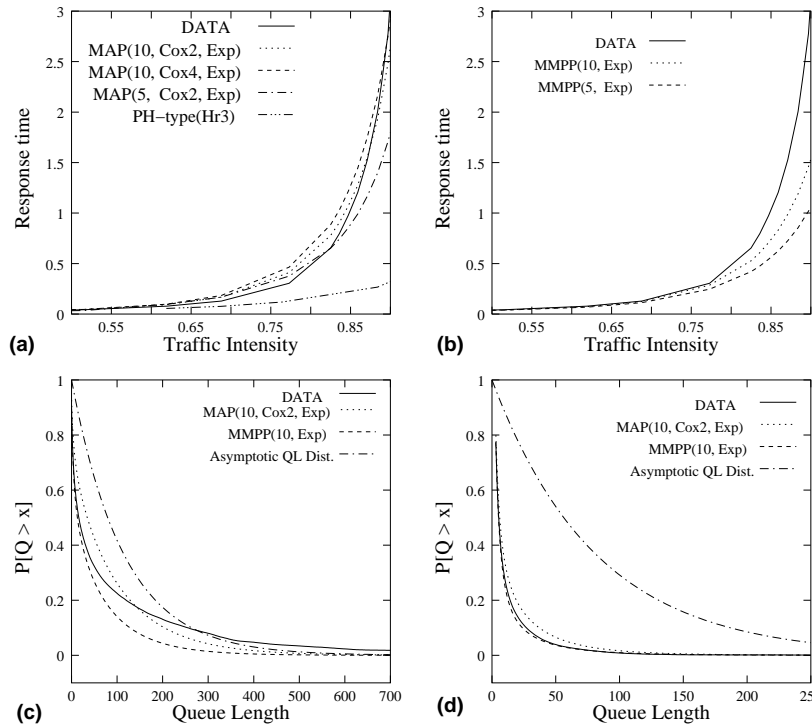 3
2.5
2
1.5
1
0.5
0
Response time
DATA
MAP(10, Cox2, Exp)
MAP(10, Cox4, Exp)
MAP(5, Cox2, Exp)
PH-type(Hr3)
0.55 0.65 0.75 0.85
(a) Traffic Intensity
3
2.5
2
1.5
1
0.5
0
Response time
DATA
MMPP(10, Exp)
MMPP(5, Exp)
0.55 0.65 0.75 0.85
(b) Traffic Intensity
1
0.8
0.6
0.4
0.2
0
P[Q > x]
DATA
MAP(10, Cox2, Exp)
MMPP(10, Exp)
Asymptotic QL Dist.
0 100 200 300 400 500 600 700
(c) Queue Length
1
0.8
0.6
0.4
0.2
0
P[Q > x]
DATA
MAP(10, Cox2, Exp)
MMPP(10, Exp)
Asymptotic QL Dist.
0 50 100 150 200 250
(d) Queue Length